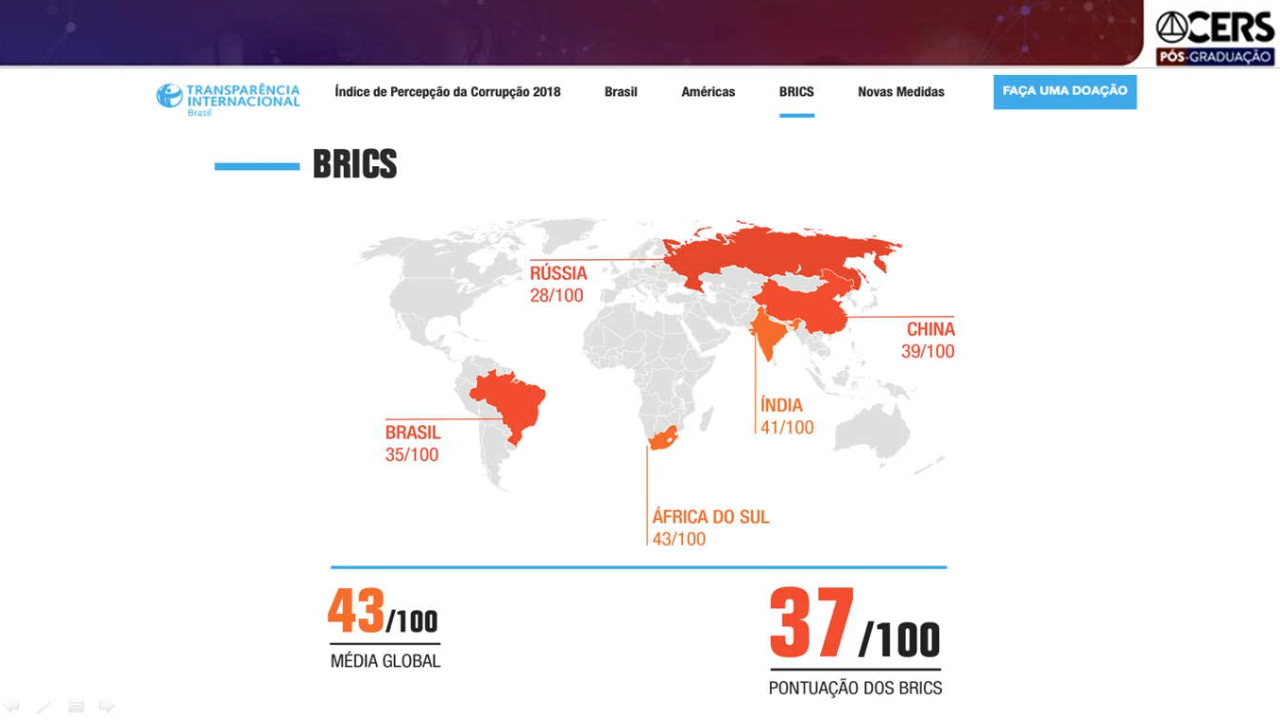 CERS
PÓS-GRADUAÇÃO
TRANSPARÊNCIA
INTERNACIONAL
Brasil
Índice de Percepção da Corrupção 2018
Brasil
Américas
BRICS
Novas Medidas
FAÇA UMA DOAÇÃO
BRICS
RÚSSIA
28/100
CHINA
39/100
ÍNDIA
41/100
BRASIL
35/100
ÁFRICA DO SUL
43/100
43/100
MÉDIA GLOBAL
37/100
PONTUAÇÃO DOS BRICS